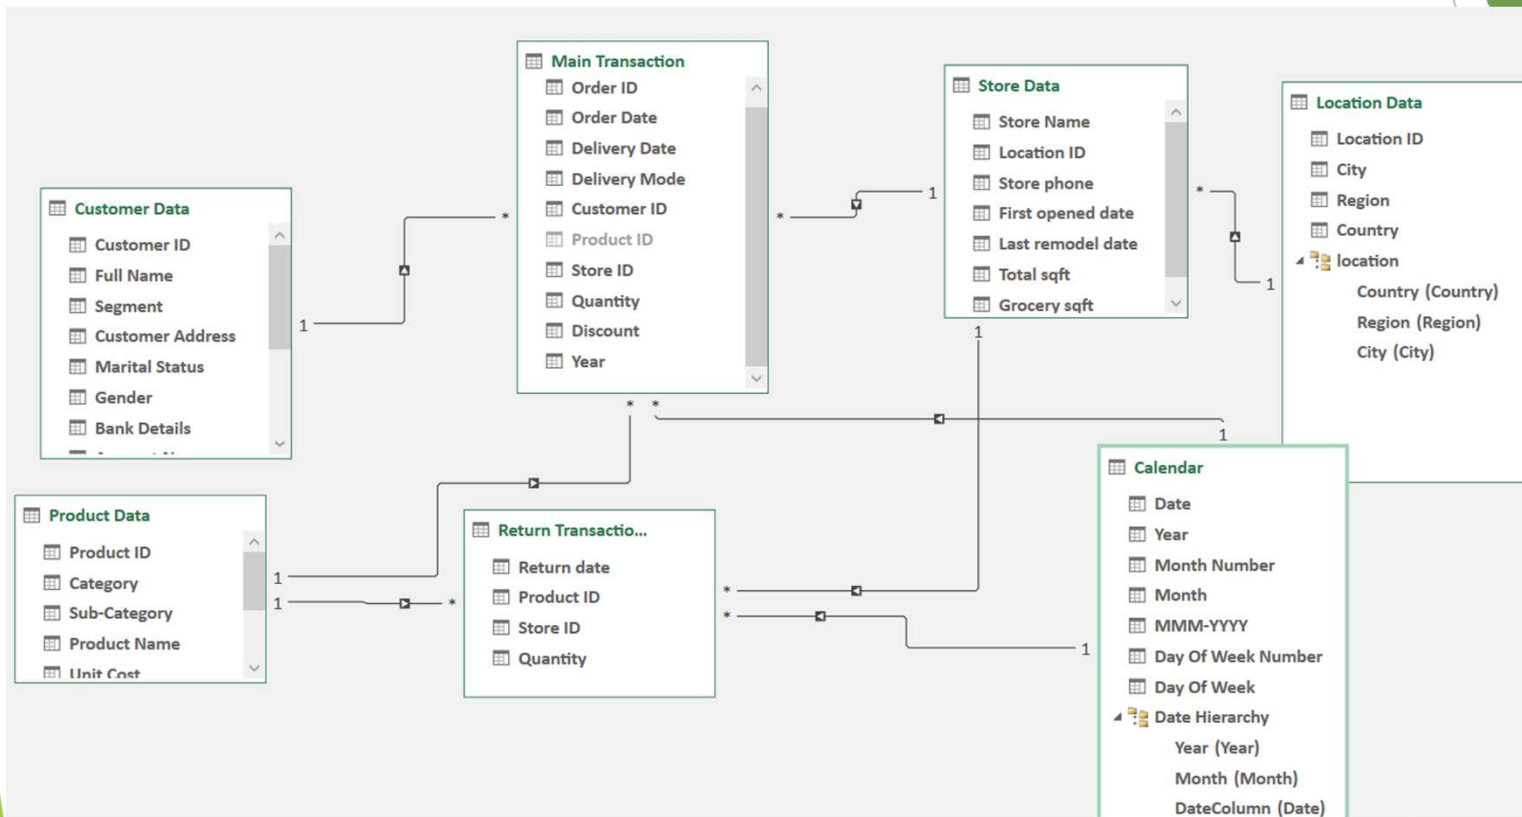 Main Transaction
Order ID
Order Date
Delivery Date
Delivery Mode
Customer ID
Product ID
Store ID
Quantity
Discount
Year
Store Data
Store Name
Location ID
Store phone
First opened date
Last remodel date
Total sqft
Grocery sqft
Location Data
Location ID
City
Region
Country
location
Country (Country)
Region (Region)
City (City)
Customer Data
Customer ID
Full Name
Segment
Customer Address
Marital Status
Gender
Bank Details
1
*
*
1
*
1
*
*
1
1
Product Data
Product ID
Category
Sub-Category
Product Name
Unit Cost
1
1
*
Return Transactio...
Return date
Product ID
Store ID
Quantity
*
*
1
Calendar
Date
Year
Month Number
Month
MMM-YYYY
Day Of Week Number
Day Of Week
Date Hierarchy
Year (Year)
Month (Month)
DateColumn (Date)